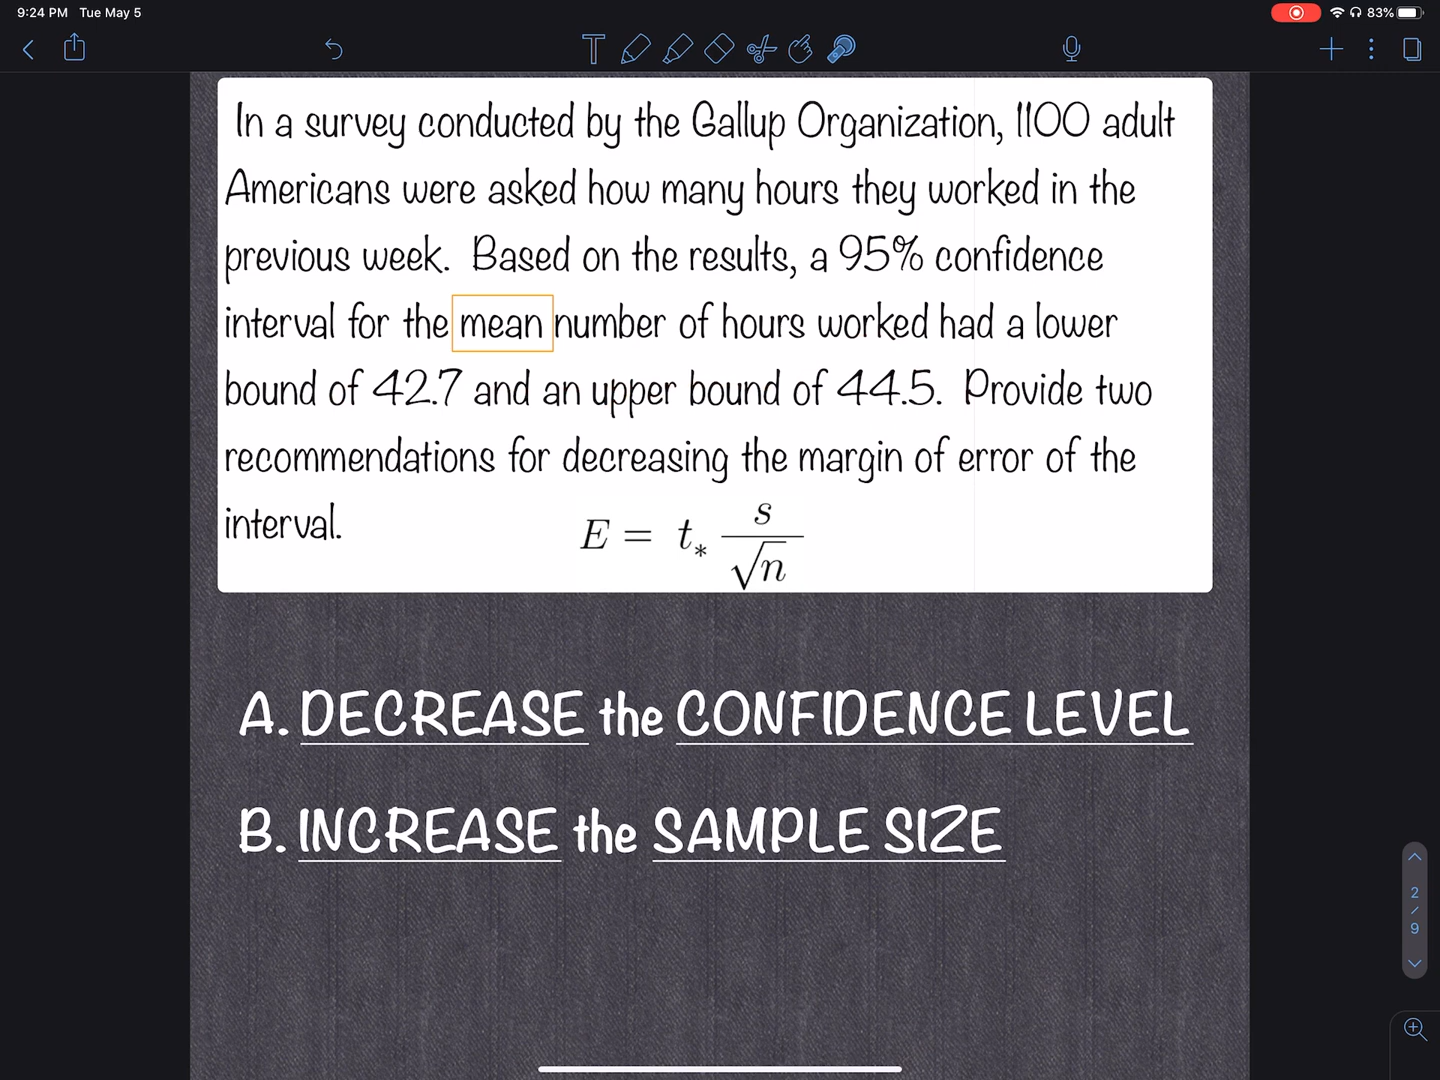 9:24 PM Tue May 5
83%
In a survey conducted by the Gallup Organization, 1100 adult
Americans were asked how many hours they worked in the
previous week. Based on the results, a 95% confidence
interval for the mean number of hours worked had a lower
bound of 42.7 and an upper bound of 44.5. Provide two
recommendations for decreasing the margin of error of the
interval.
E = t* s/√n
A. DECREASE the CONFIDENCE LEVEL
B. INCREASE the SAMPLE SIZE
2
/
9